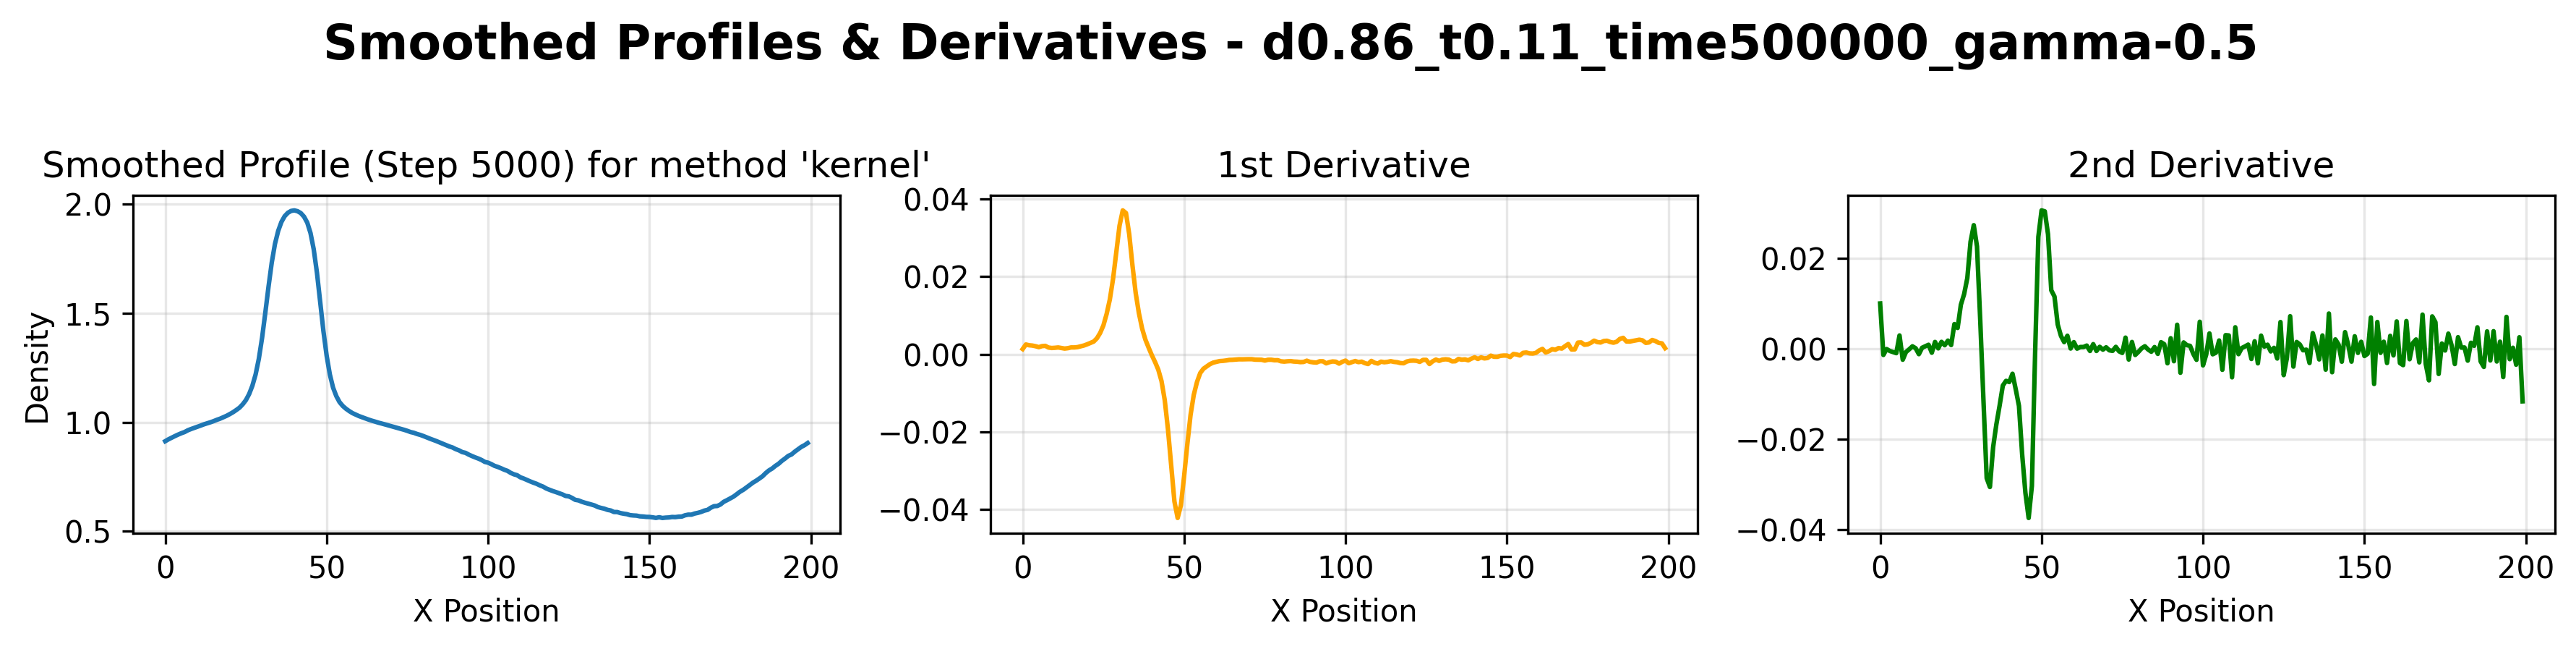 Smoothed Profiles & Derivatives - d0.86_t0.11_time500000_gamma-0.5
Smoothed Profile (Step 5000) for method 'kernel'
2.0
1.5
1.0
0.5
Density
0 50 100 150 200
X Position
1st Derivative
0.04
0.02
0.00
−0.02
−0.04
0 50 100 150 200
X Position
2nd Derivative
0.02
0.00
−0.02
−0.04
0 50 100 150 200
X Position